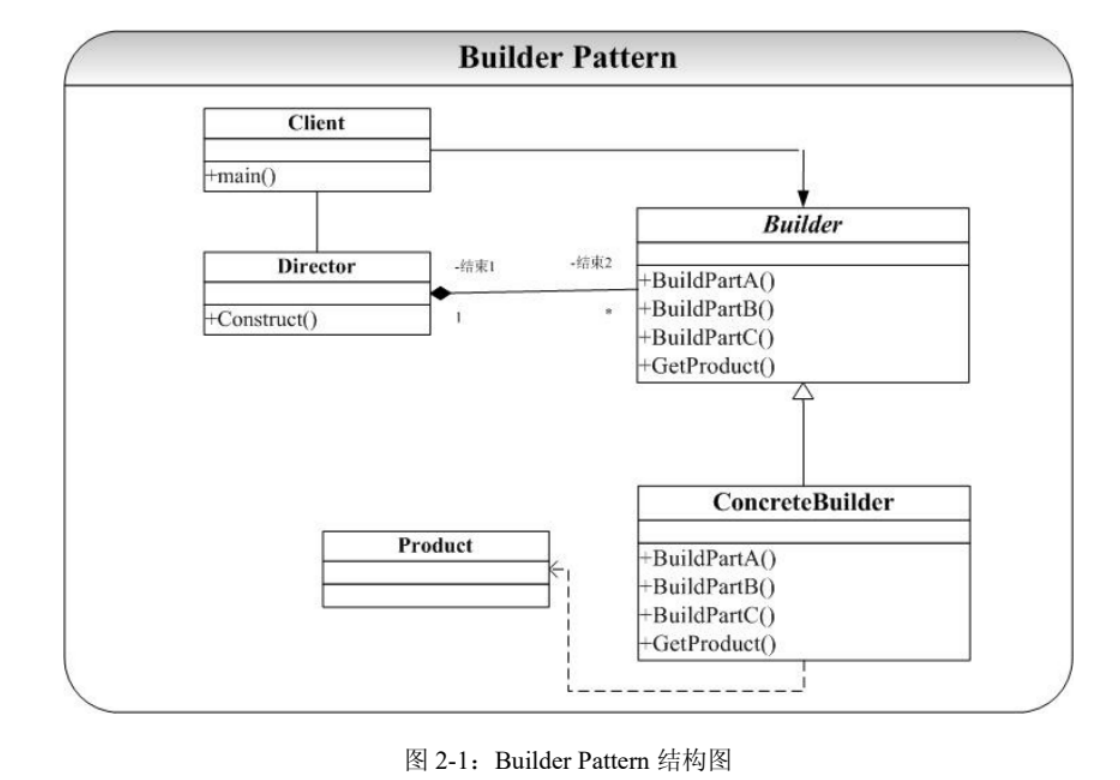 Builder Pattern
Client
+main()
Director
+Construct()
-结束1
-结束2
1
*
Builder
+BuildPartA()
+BuildPartB()
+BuildPartC()
+GetProduct()
ConcreteBuilder
+BuildPartA()
+BuildPartB()
+BuildPartC()
+GetProduct()
Product
图 2-1：Builder Pattern 结构图